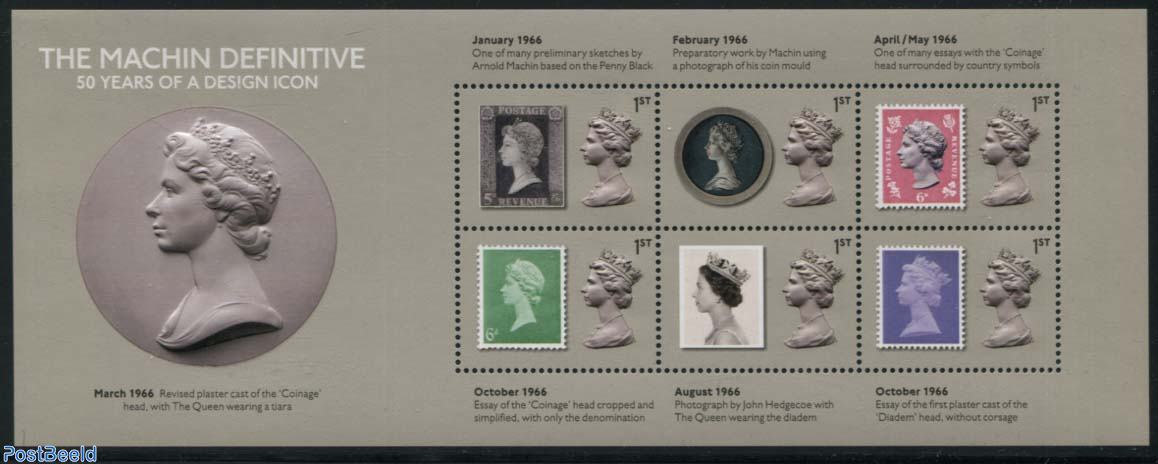 THE MACHIN DEFINITIVE
50 YEARS OF A DESIGN ICON
March 1966 Revised plaster cast of the ‘Coinage’
head, with The Queen wearing a tiara
January 1966
One of many preliminary sketches by
Arnold Machin based on the Penny Black
February 1966
Preparatory work by Machin using
a photograph of his coin mould
April/May 1966
One of many essays with the ‘Coinage’
head surrounded by country symbols
POSTAGE
5
REVENUE
1ST
1ST
POSTAGE
REVENUE
6d
1ST
6d
1ST
1ST
1ST
October 1966
Essay of the ‘Coinage’ head cropped and
simplified, with only the denomination
August 1966
Photograph by John Hedgecoe with
The Queen wearing the diadem
October 1966
Essay of the first plaster cast of the
‘Diadem’ head, without corsage
PostBeeld